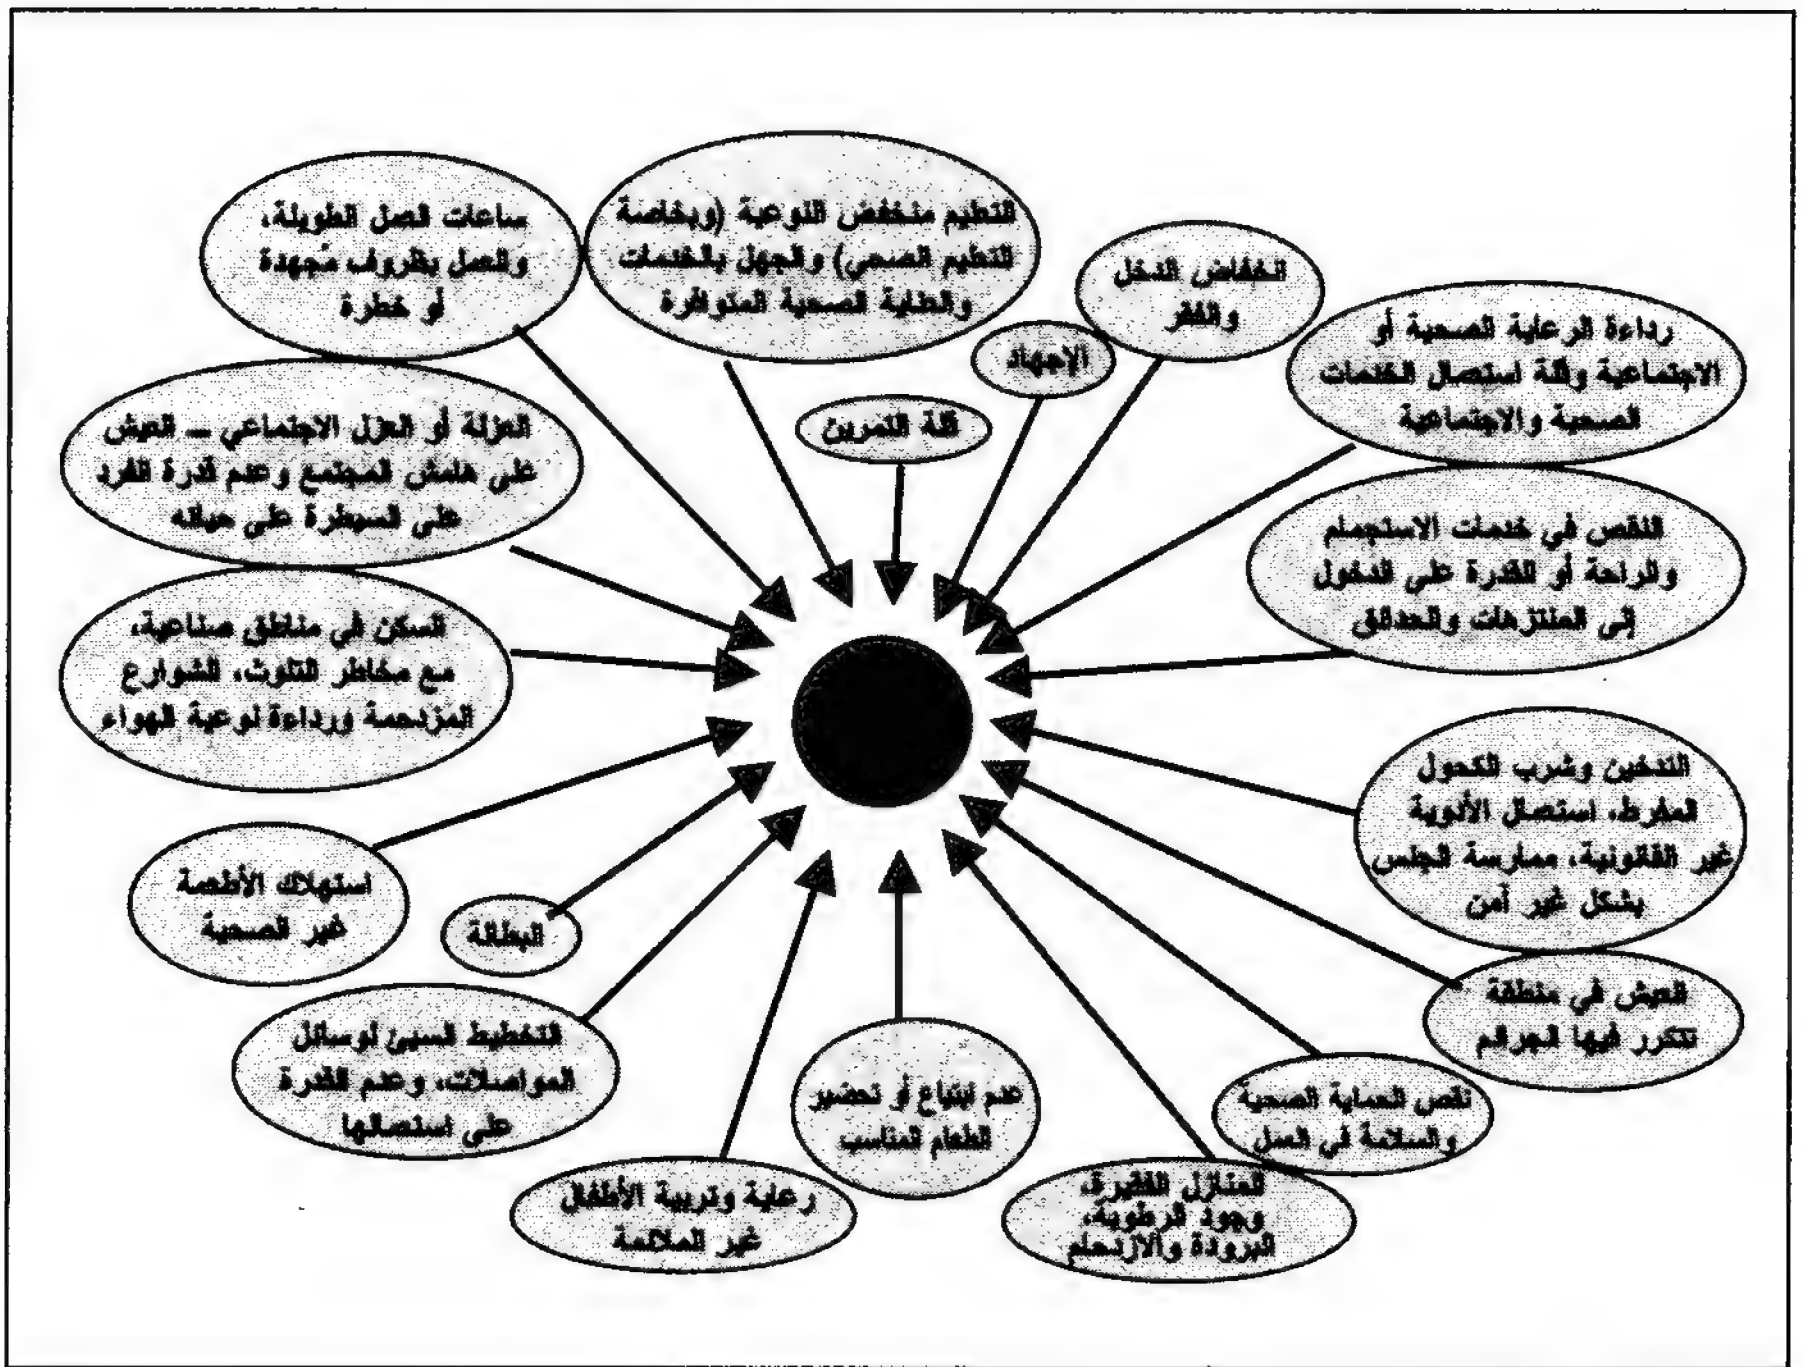 ساعات العمل الطويلة،
والعمل بظروف مُجهدة
أو خطرة
التعليم منخفض النوعية (وبخاصة
التعليم الصحي) والجهل بالخدمات
والعناية الصحية المتوافرة
انخفاض الدخل
والفقر
الإجهاد
قلة التمرين
رداءة الرعاية الصحية أو
الاجتماعية وقلة استعمال الخدمات
الصحية والاجتماعية
العزلة أو العزل الاجتماعي – العيش
على هامش المجتمع وعدم قدرة الفرد
على السيطرة على حياته
النقص في خدمات الاستجمام
والراحة أو القدرة على الدخول
إلى المنتزهات والحدائق
السكن في مناطق صناعية،
مع مخاطر التلوث، الشوارع
المزدحمة ورداءة نوعية الهواء
التدخين وشرب الكحول
المفرط، استعمال الأدوية
غير القانونية، ممارسة الجنس
بشكل غير آمن
استهلاك الأطعمة
غير الصحية
البطالة
العيش في منطقة
تتكرر فيها الجرائم
التخطيط السيئ لوسائل
المواصلات، وعدم القدرة
على استعمالها
عدم ابتياع أو تحضير
الطعام المناسب
نقص الحماية الصحية
والسلامة في العمل
رعاية وتربية الأطفال
غير الملائمة
المنازل الفقيرة،
وجود الرطوبة،
البرودة والازدحام